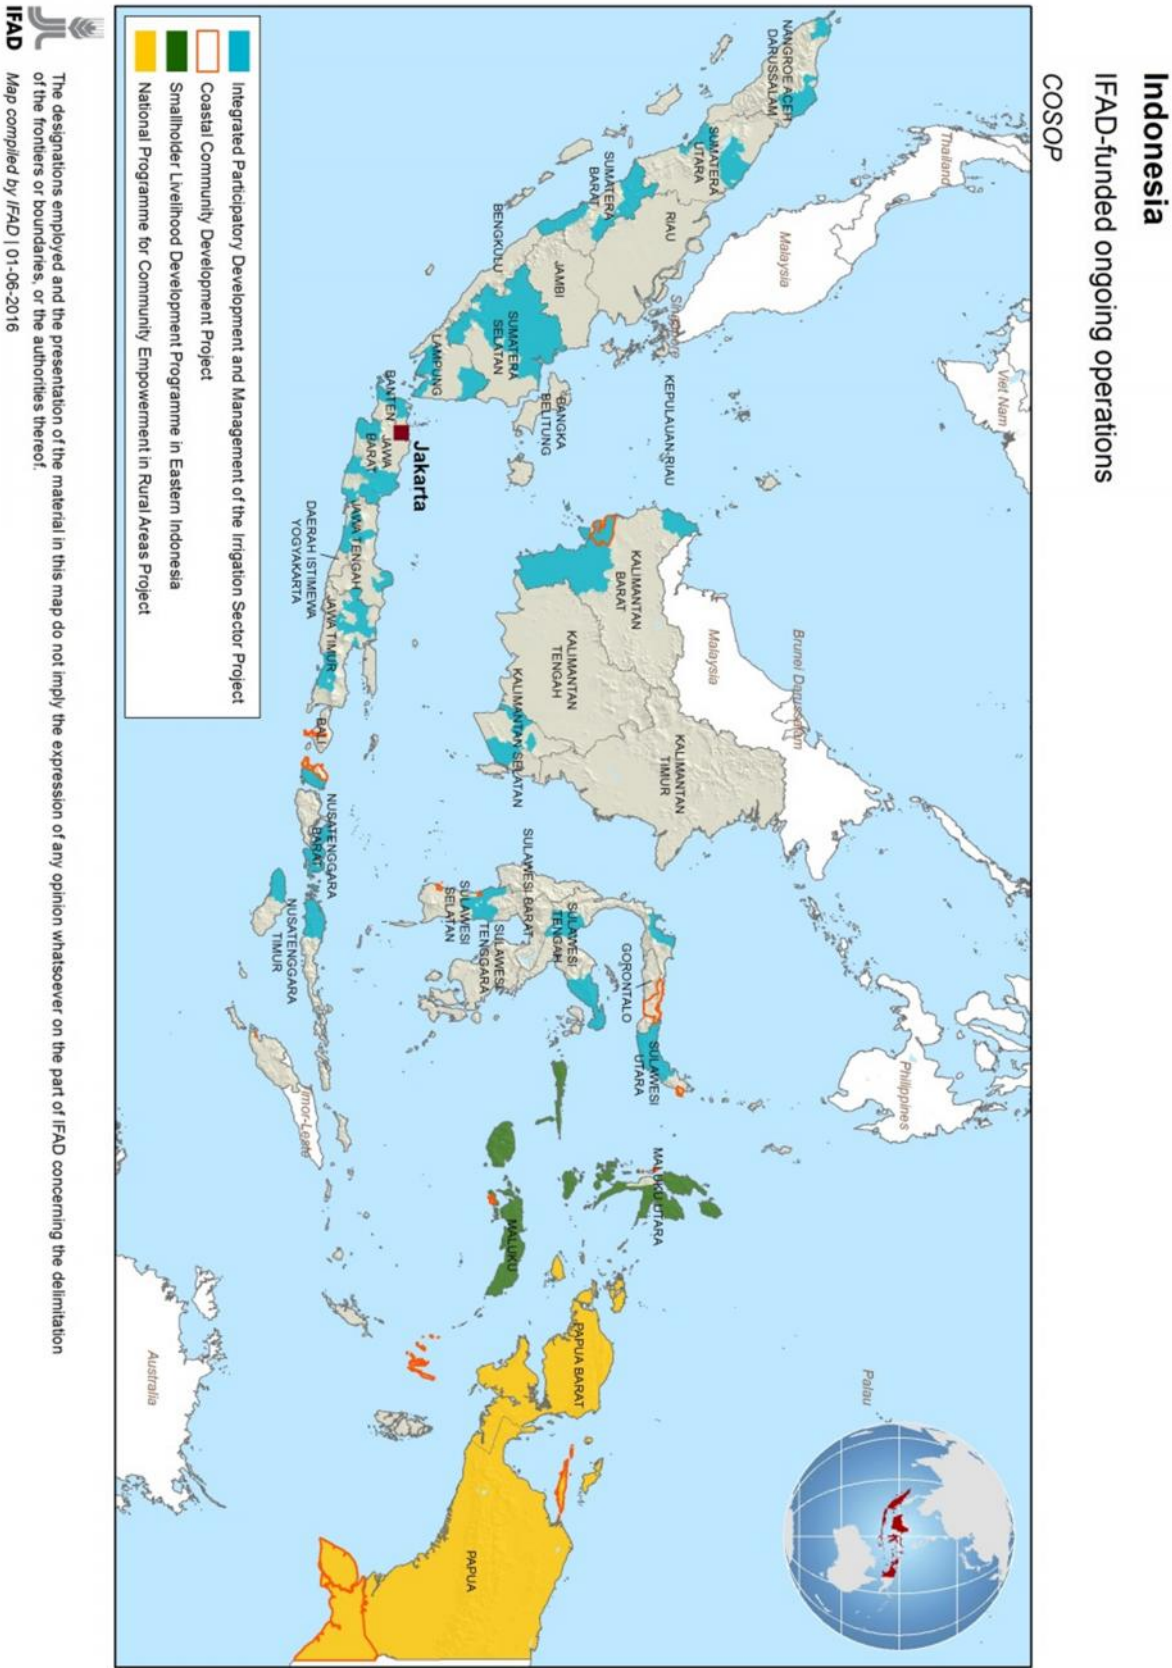 Indonesia
IFAD-funded ongoing operations
COSOP
Thailand
Viet Nam
Malaysia
Singapore
Brunei Darussalam
Malaysia
Philippines
Palau
NANGROE ACEH
DARUSSALAM
SUMATERA
UTARA
SUMATERA
BARAT
RIAU
KEPULAUAN-RIAU
JAMBI
BENGKULU
SUMATERA
SELATAN
BANGKA
BELITUNG
LAMPUNG
BANTEN
Jakarta
JAWA
BARAT
JAWA TENGAH
DAERAH ISTIMEWA
YOGYAKARTA
JAWA TIMUR
BALI
NUSATENGGARA
BARAT
NUSATENGGARA
TIMUR
KALIMANTAN
BARAT
KALIMANTAN
TENGAH
KALIMANTAN SELATAN
KALIMANTAN
TIMUR
SULAWESI BARAT
SULAWESI
TENGAH
SULAWESI
SELATAN
SULAWESI
TENGGARA
GORONTALO
SULAWESI
UTARA
MALUKU UTARA
MALUKU
PAPUA BARAT
PAPUA
Timor-Leste
Australia
Integrated Participatory Development and Management of the Irrigation Sector Project
Coastal Community Development Project
Smallholder Livelihood Development Programme in Eastern Indonesia
National Programme for Community Empowerment in Rural Areas Project
The designations employed and the presentation of the material in this map do not imply the expression of any opinion whatsoever on the part of IFAD concerning the delimitation
of the frontiers or boundaries, or the authorities thereof.
IFAD
Map compiled by IFAD | 01-06-2016